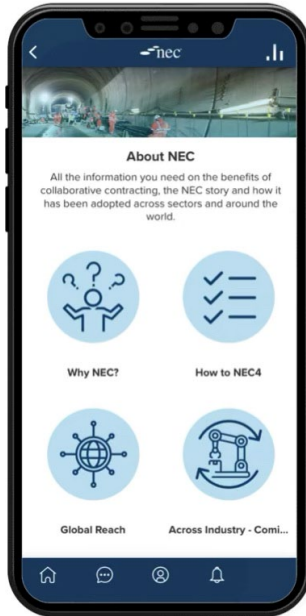 nec
About NEC
All the information you need on the benefits of
collaborative contracting, the NEC story and how it
has been adopted across sectors and around the
world.
Why NEC?
How to NEC4
Global Reach
Across Industry - Comi...